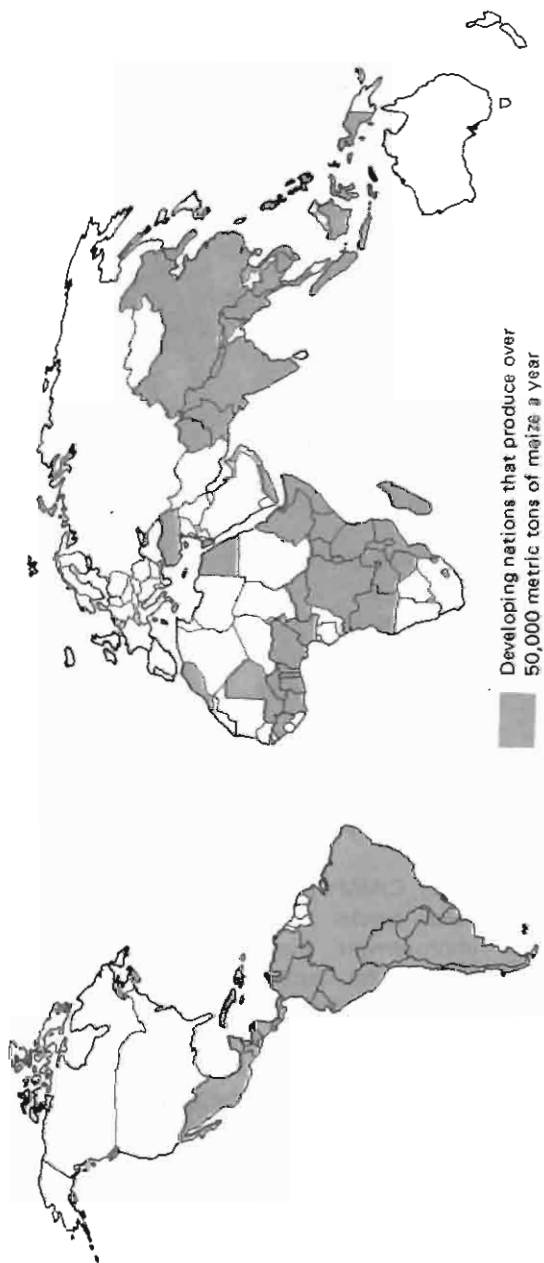 Developing nations that produce over
50,000 metric tons of maize a year